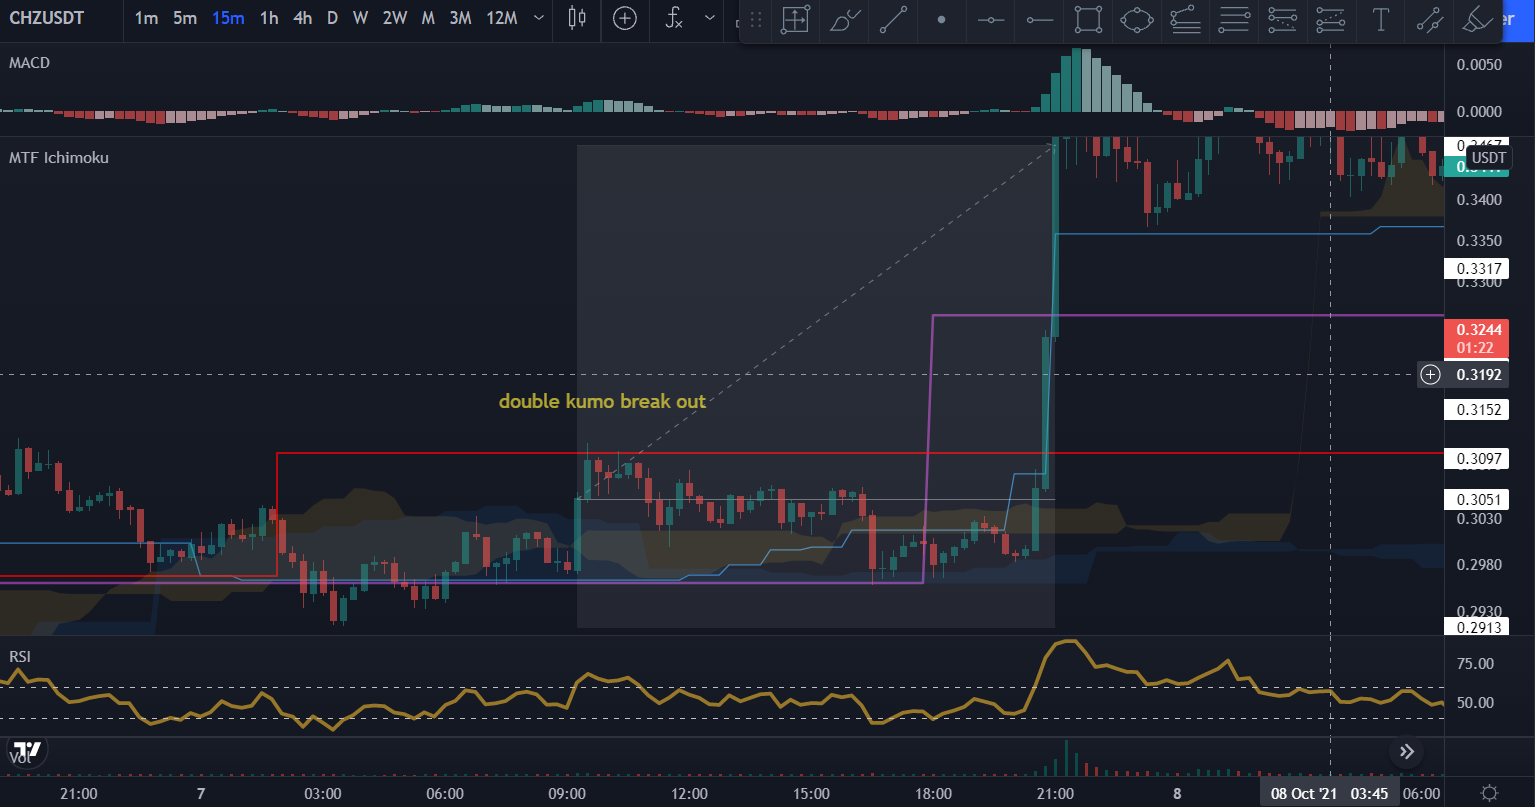 CHZUSDT 1m 5m 15m 1h 4h D W 2W M 3M 12M
er
MACD
0.0050
0.0000
MTF Ichimoku
0.3467
USDT
0.3400
0.3350
0.3317
0.3300
0.3244
01:22
0.3192
0.3152
double kumo break out
0.3097
0.3051
0.3030
0.2980
0.2930
0.2913
RSI
75.00
50.00
Vol
21:00 7 03:00 06:00 09:00 12:00 15:00 18:00 21:00 8 08 Oct '21 03:45 06:00